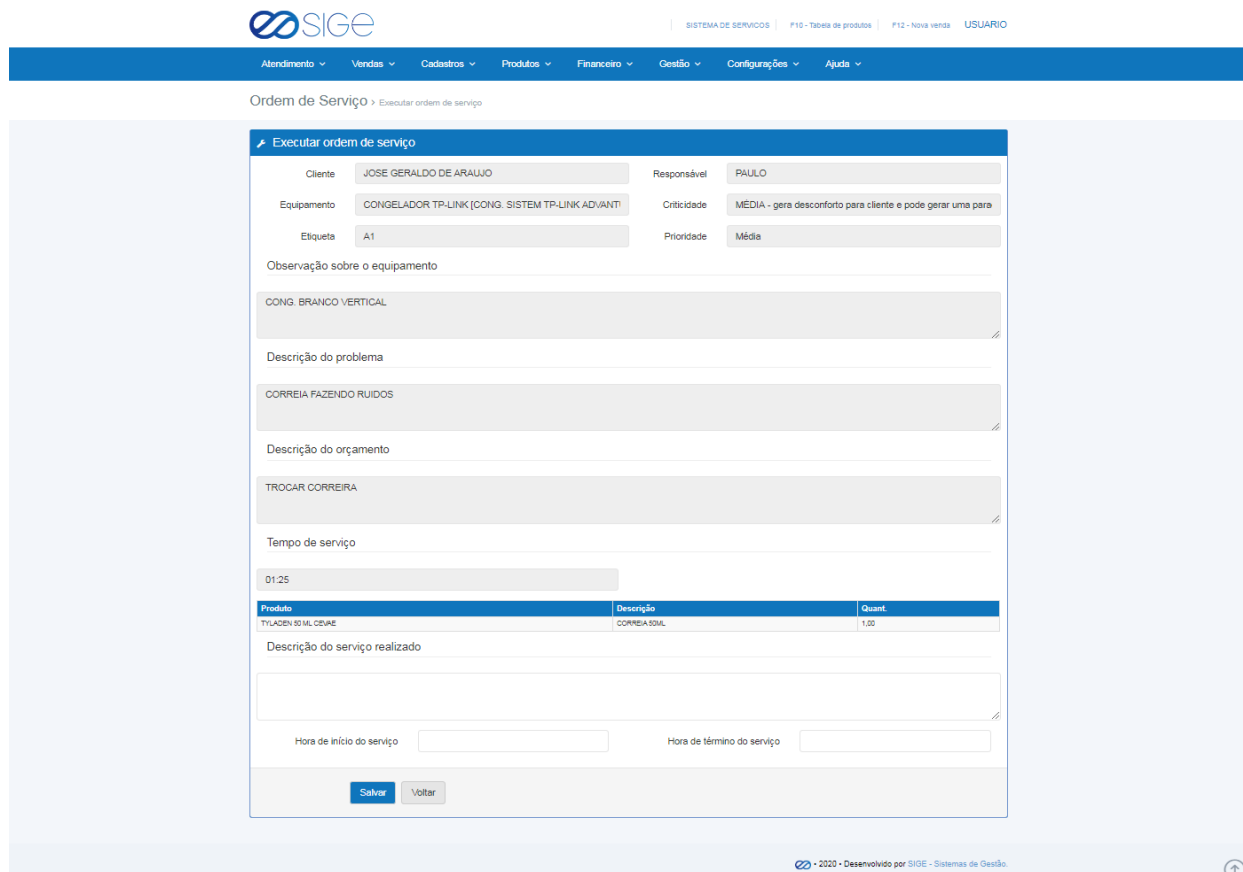 SIGE
SISTEMA DE SERVICOS F10 - Tabela de produtos F12 - Nova venda USUARIO
Atendimento Vendas Cadastros Produtos Financeiro Gestão Configurações Ajuda
Ordem de Serviço › Executar ordem de serviço
Executar ordem de serviço
Cliente JOSE GERALDO DE ARAUJO Responsável PAULO
Equipamento CONGELADOR TP-LINK [CONG. SISTEM TP-LINK ADVANT Criticidade MÉDIA - gera desconforto para cliente e pode gerar uma para
Etiqueta A1 Prioridade Média
Observação sobre o equipamento
CONG. BRANCO VERTICAL
Descrição do problema
CORREIA FAZENDO RUIDOS
Descrição do orçamento
TROCAR CORREIRA
Tempo de serviço
01:25
Produto Descrição Quant.
TYLADEN 50 ML CEVAE CORREIA 50ML 1,00
Descrição do serviço realizado
Hora de início do serviço Hora de término do serviço
Salvar Voltar
• 2020 • Desenvolvido por SIGE - Sistemas de Gestão.